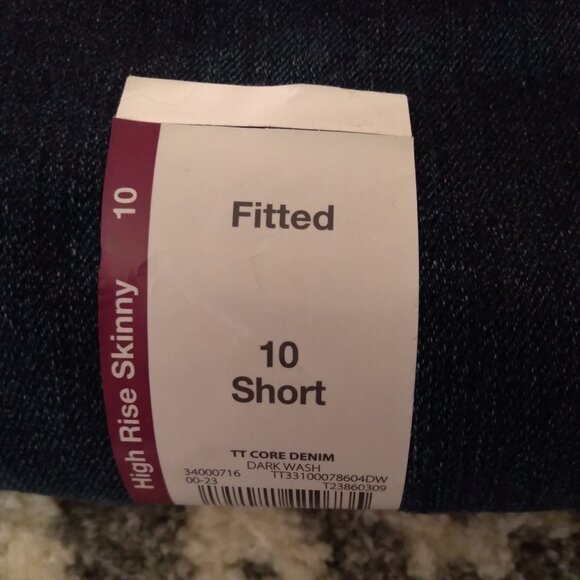 High Rise Skinny 10
Fitted
10
Short
TT CORE DENIM
DARK WASH
34000716 TT33100078604DW
00-23 T23860309